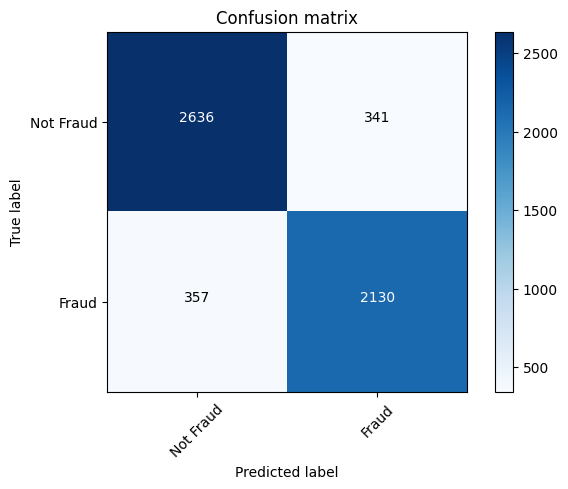 Confusion matrix
True label
Not Fraud
2636
341
Fraud
357
2130
Not Fraud
Fraud
Predicted label
2500
2000
1500
1000
500